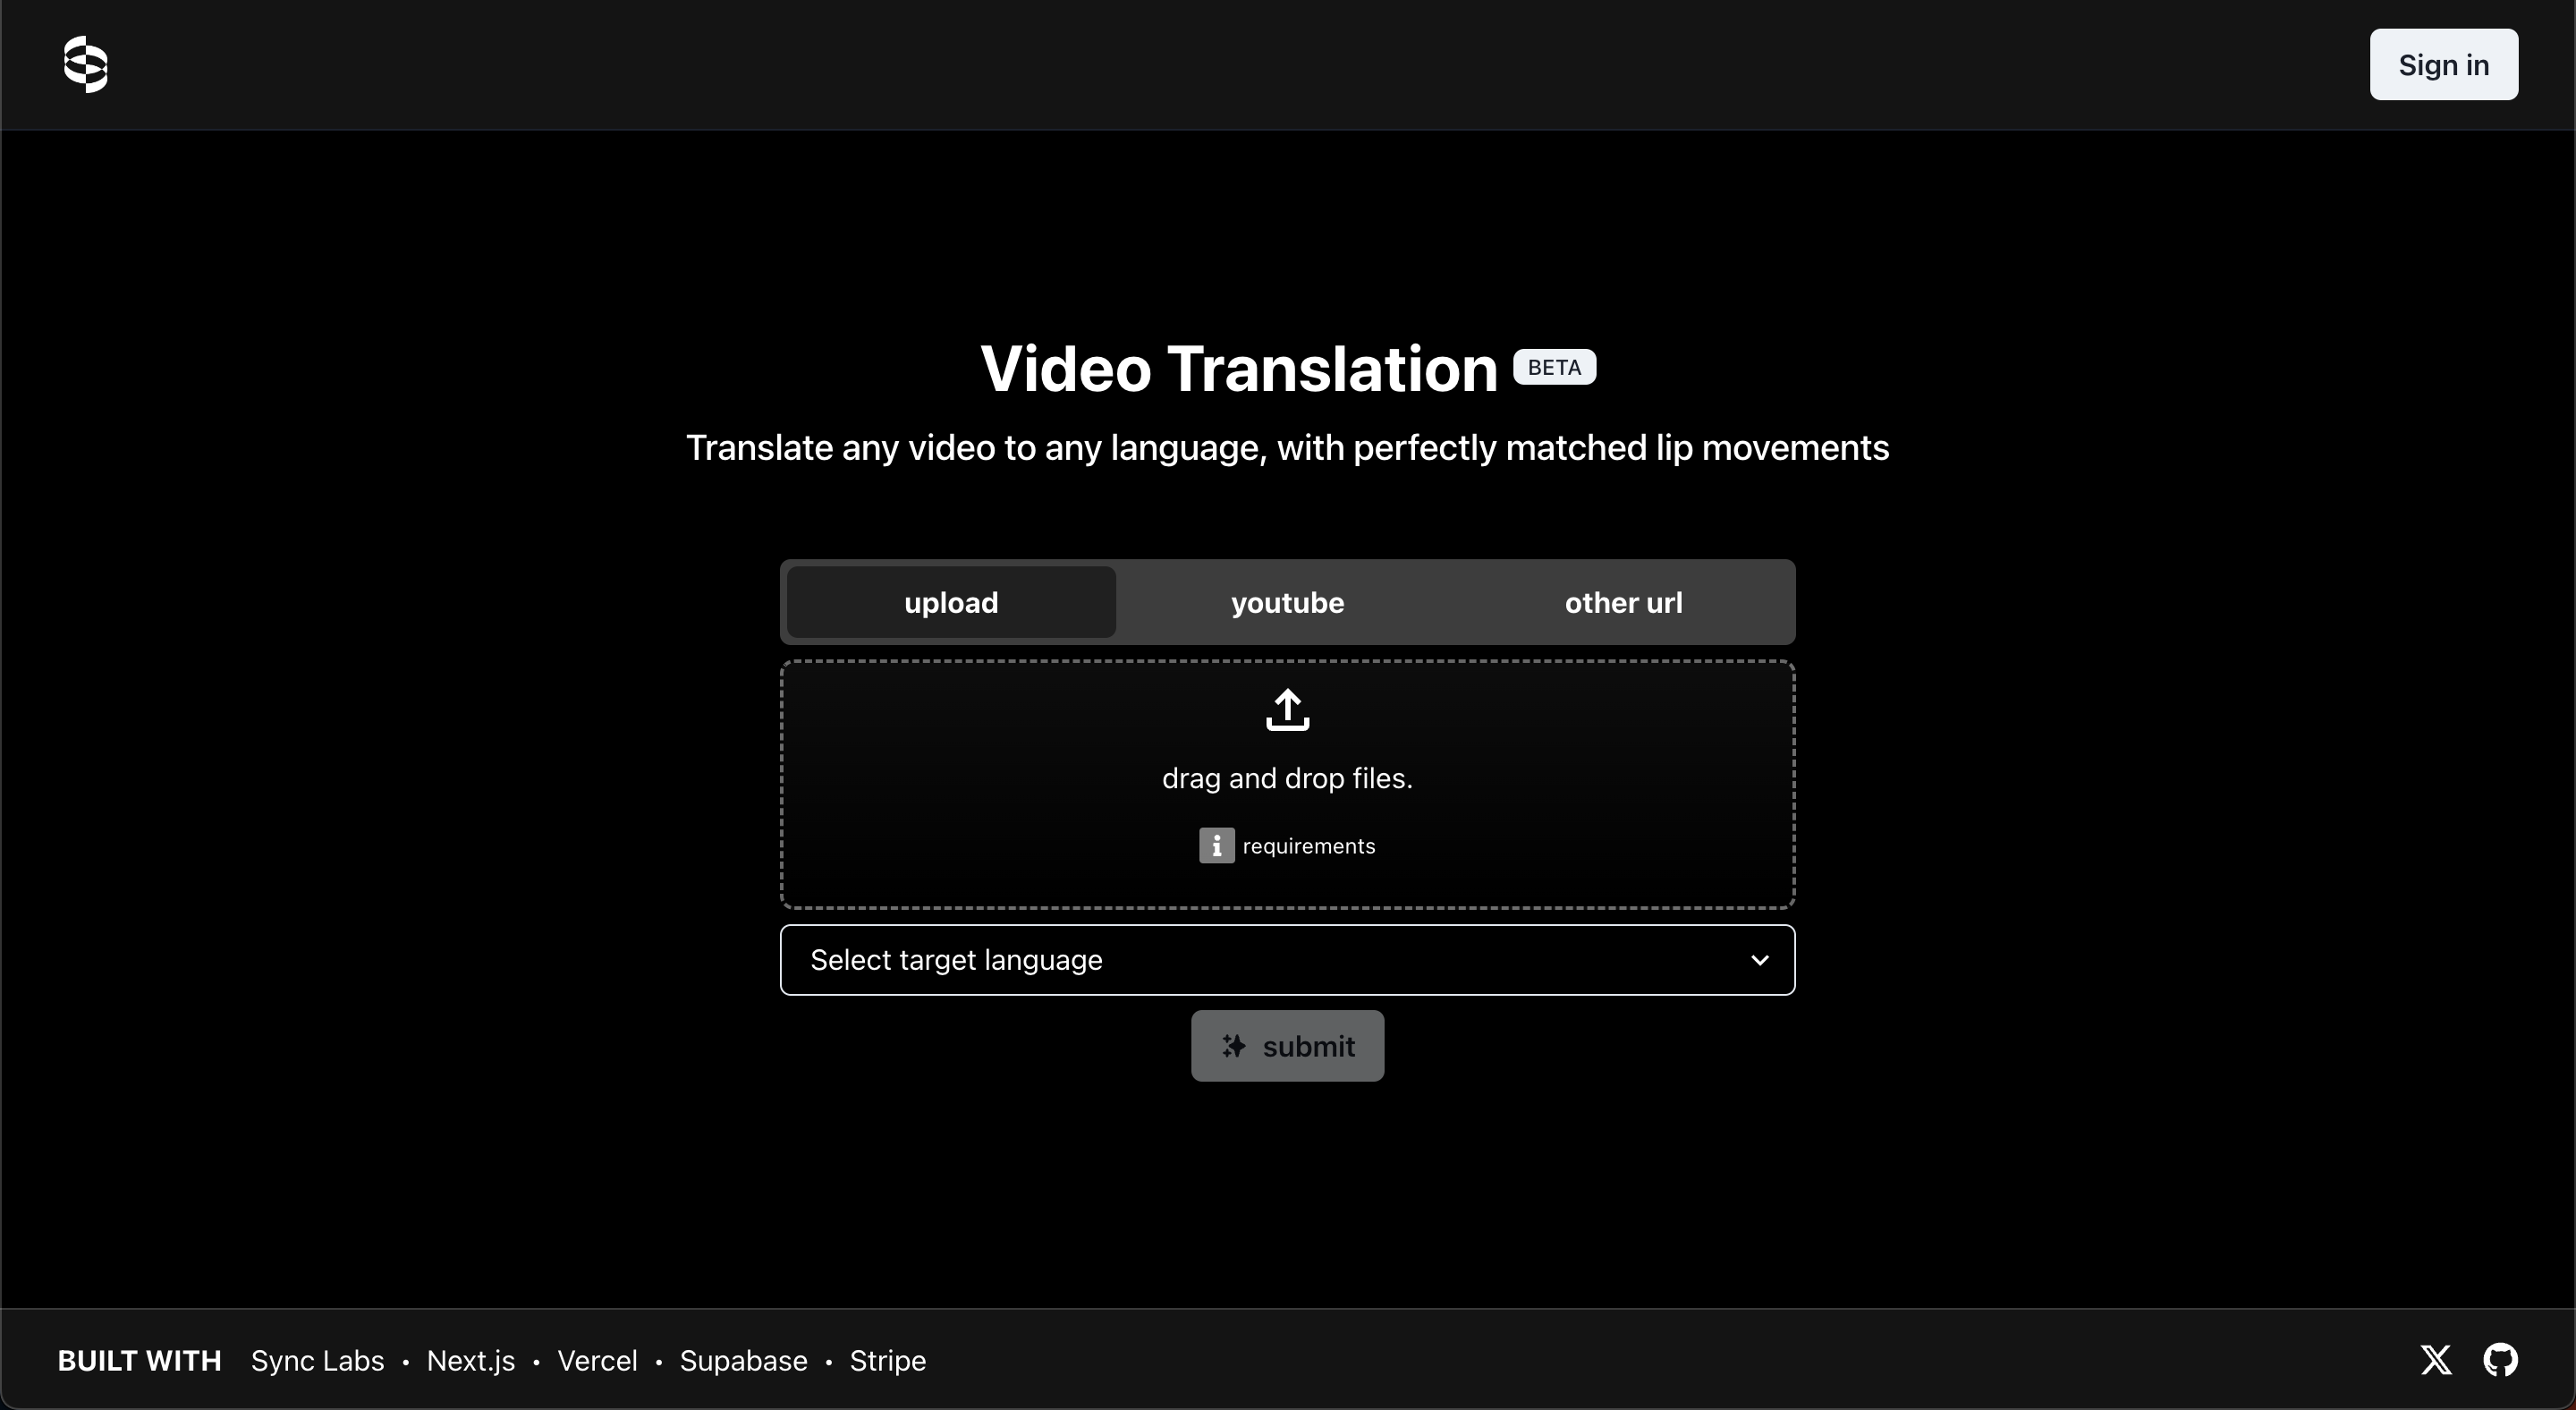 Sign in
Video Translation BETA
Translate any video to any language, with perfectly matched lip movements
upload youtube other url
drag and drop files.
requirements
Select target language
submit
BUILT WITH Sync Labs • Next.js • Vercel • Supabase • Stripe